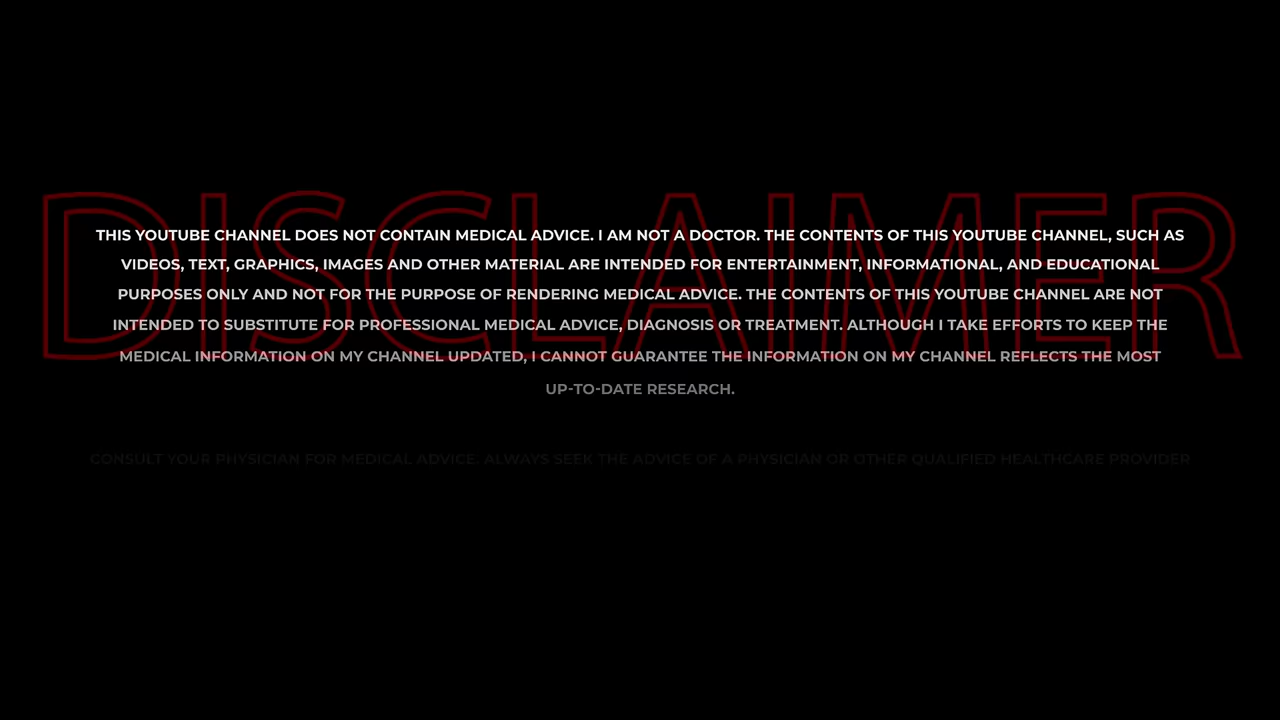 DISCLAIMER
THIS YOUTUBE CHANNEL DOES NOT CONTAIN MEDICAL ADVICE. I AM NOT A DOCTOR. THE CONTENTS OF THIS YOUTUBE CHANNEL, SUCH AS
VIDEOS, TEXT, GRAPHICS, IMAGES AND OTHER MATERIAL ARE INTENDED FOR ENTERTAINMENT, INFORMATIONAL, AND EDUCATIONAL
PURPOSES ONLY AND NOT FOR THE PURPOSE OF RENDERING MEDICAL ADVICE. THE CONTENTS OF THIS YOUTUBE CHANNEL ARE NOT
INTENDED TO SUBSTITUTE FOR PROFESSIONAL MEDICAL ADVICE, DIAGNOSIS OR TREATMENT. ALTHOUGH I TAKE EFFORTS TO KEEP THE
MEDICAL INFORMATION ON MY CHANNEL UPDATED, I CANNOT GUARANTEE THE INFORMATION ON MY CHANNEL REFLECTS THE MOST
UP-TO-DATE RESEARCH.
CONSULT YOUR PHYSICIAN FOR MEDICAL ADVICE. ALWAYS SEEK THE ADVICE OF A PHYSICIAN OR OTHER QUALIFIED HEALTHCARE PROVIDER